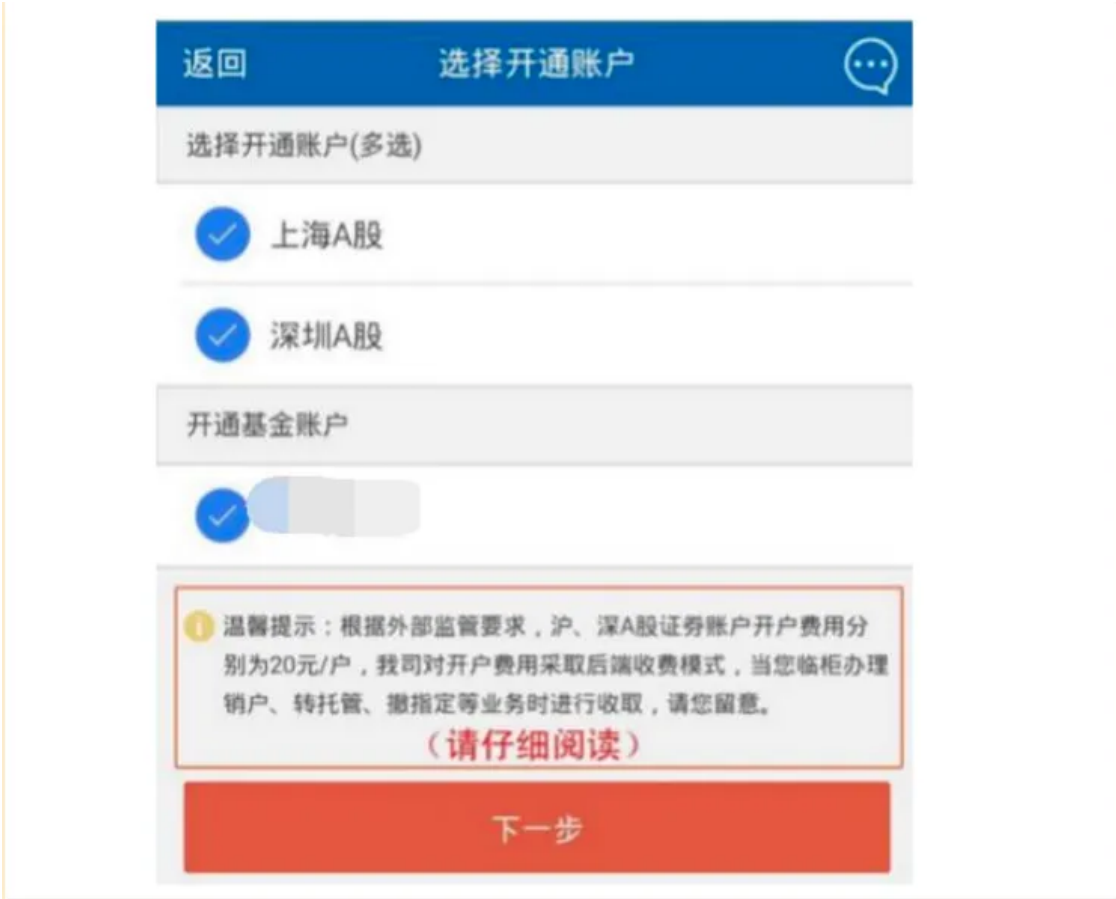 返回 选择开通账户
选择开通账户(多选)
上海A股
深圳A股
开通基金账户
温馨提示：根据外部监管要求，沪、深A股证券账户开户费用分
别为20元/户，我司对开户费用采取后端收费模式，当您临柜办理
销户、转托管、撤指定等业务时进行收取，请您留意。
（请仔细阅读）
下一步